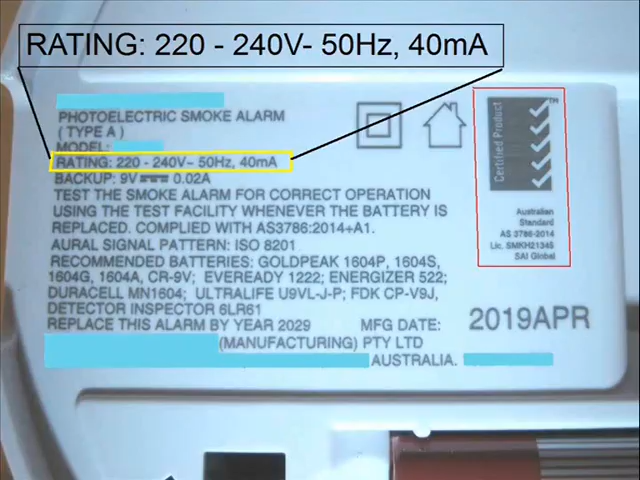 RATING: 220 - 240V~ 50Hz, 40mA
PHOTOELECTRIC SMOKE ALARM
( TYPE A )
MODEL:
RATING: 220 - 240V~ 50Hz, 40mA
BACKUP: 9V⎓ 0.02A
TEST THE SMOKE ALARM FOR CORRECT OPERATION
USING THE TEST FACILITY WHENEVER THE BATTERY IS
REPLACED. COMPLIED WITH AS3786:2014+A1.
AURAL SIGNAL PATTERN: ISO 8201
RECOMMENDED BATTERIES: GOLDPEAK 1604P, 1604S,
1604G, 1604A, CR-9V; EVEREADY 1222; ENERGIZER 522;
DURACELL MN1604; ULTRALIFE U9VL-J-P; FDK CP-V9J,
DETECTOR INSPECTOR 6LR61
REPLACE THIS ALARM BY YEAR 2029 MFG DATE: 2019APR
(MANUFACTURING) PTY LTD
AUSTRALIA.
Certified Product
TM
Australian
Standard
AS 3786-2014
Lic. SMKH21345
SAI Global